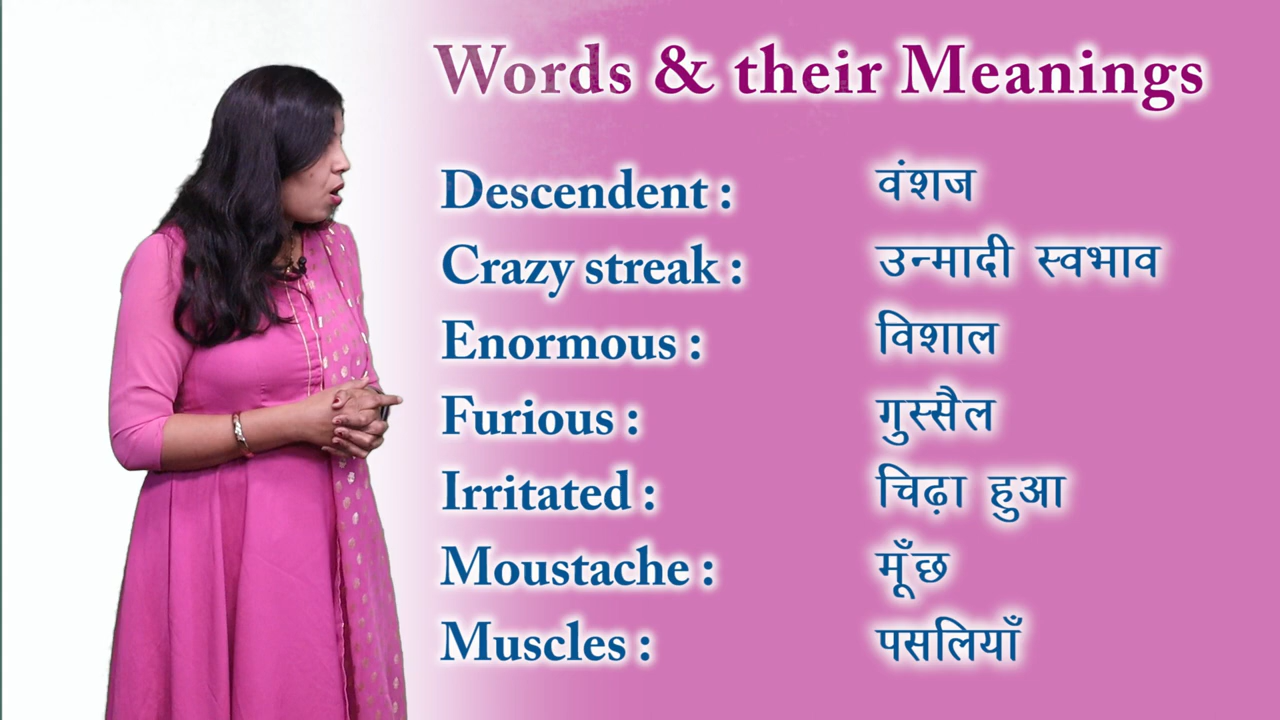 Words & their Meanings
Descendent : वंशज
Crazy streak : उन्मादी स्वभाव
Enormous : विशाल
Furious : गुस्सैल
Irritated : चिढ़ा हुआ
Moustache : मूँछ
Muscles : पसलियाँ